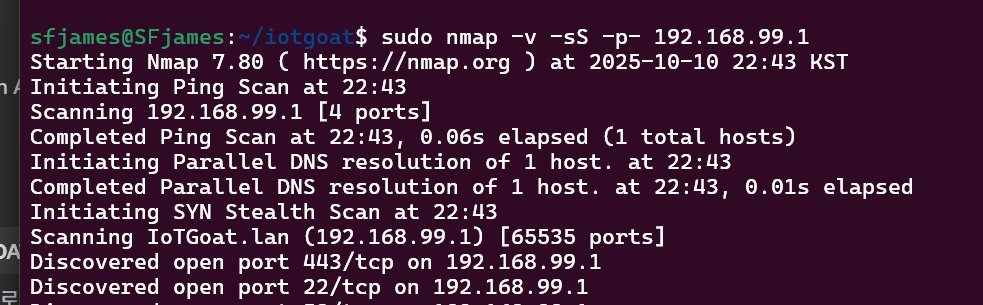 sfjames@SFjames:~/iotgoat$ sudo nmap -v -sS -p- 192.168.99.1
Starting Nmap 7.80 ( https://nmap.org ) at 2025-10-10 22:43 KST
Initiating Ping Scan at 22:43
Scanning 192.168.99.1 [4 ports]
Completed Ping Scan at 22:43, 0.06s elapsed (1 total hosts)
Initiating Parallel DNS resolution of 1 host. at 22:43
Completed Parallel DNS resolution of 1 host. at 22:43, 0.01s elapsed
Initiating SYN Stealth Scan at 22:43
Scanning IoTGoat.lan (192.168.99.1) [65535 ports]
Discovered open port 443/tcp on 192.168.99.1
Discovered open port 22/tcp on 192.168.99.1